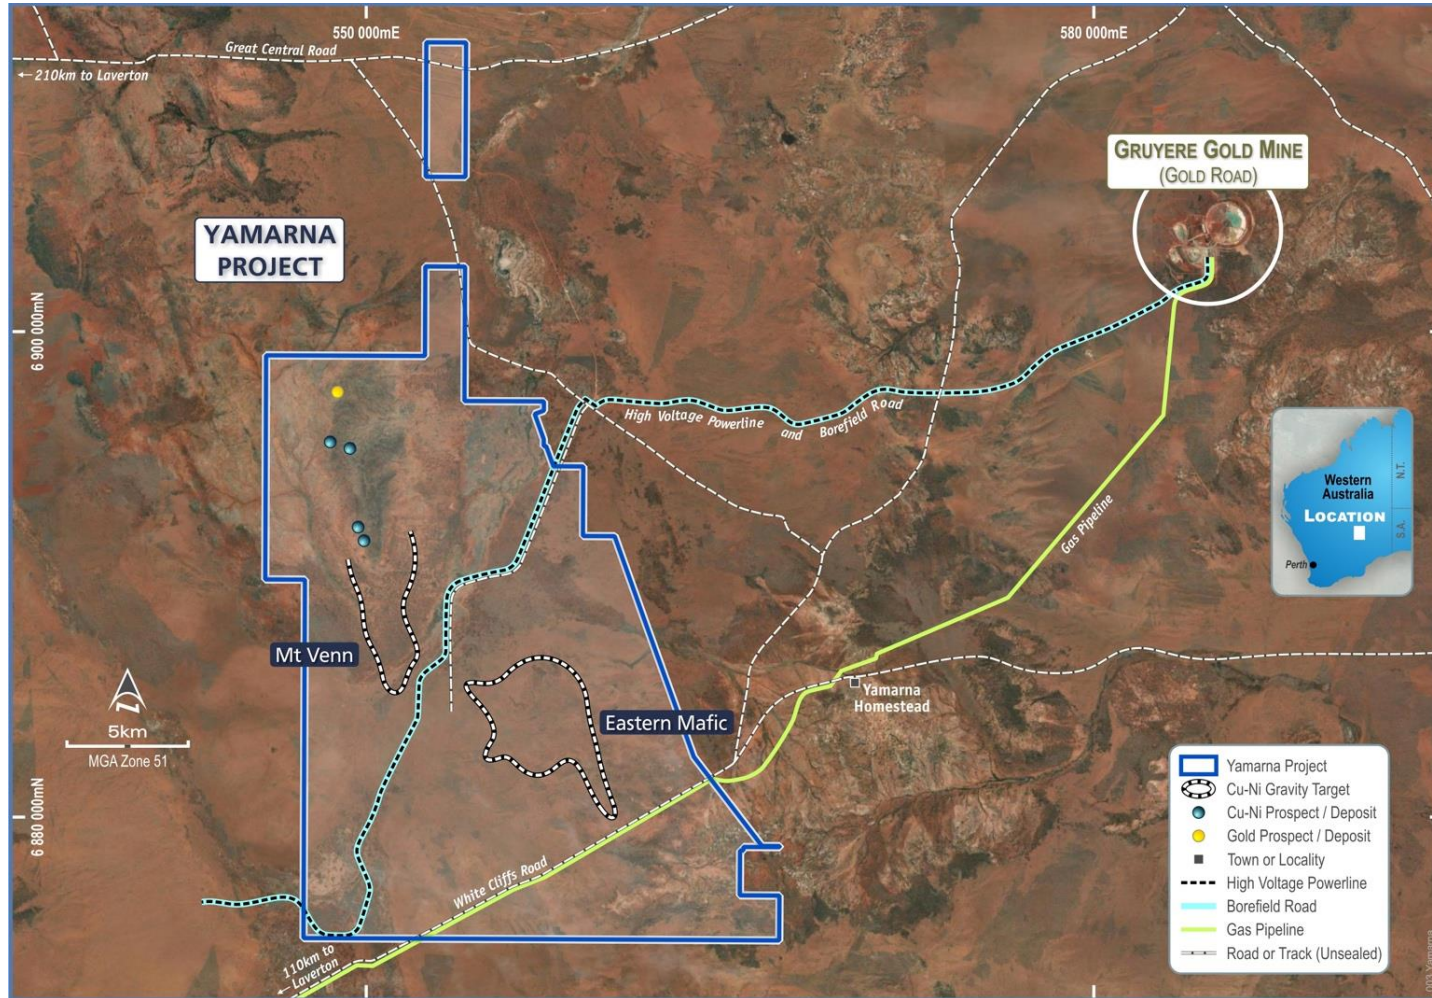 550 000mE
580 000mE
Great Central Road
←210km to Laverton
GRUYERE GOLD MINE
(GOLD ROAD)
YAMARNA
PROJECT
6 900 000mN
High Voltage Powerline and Borefield Road
Gas Pipeline
Western
Australia
LOCATION
N.T.
S.A.
Perth
Mt Venn
Eastern Mafic
Yamarna
Homestead
5km
MGA Zone 51
6 880 000mN
White Cliffs Road
110km to
← Laverton
Yamarna Project
Cu-Ni Gravity Target
Cu-Ni Prospect / Deposit
Gold Prospect / Deposit
Town or Locality
High Voltage Powerline
Borefield Road
Gas Pipeline
Road or Track (Unsealed)